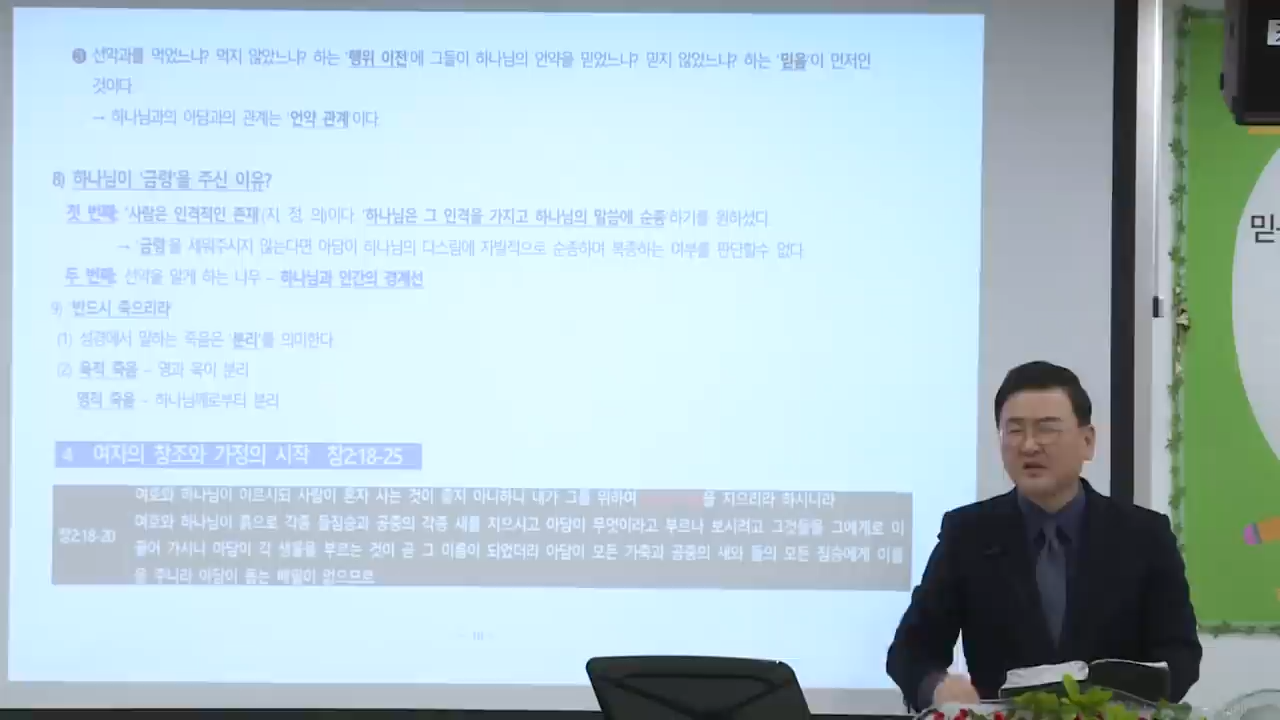 ❸ 선악과를 먹었느냐? 먹지 않았느냐? 하는 '행위 이전'에 그들이 하나님의 언약을 믿었느냐? 믿지 않았느냐? 하는 '믿음'이 먼저인
것이다
→ 하나님과의 아담과의 관계는 '언약 관계'이다.
8) 하나님이 '금령'을 주신 이유?
첫 번째: '사람은 인격적인 존재'(지, 정, 의)이다. '하나님은 그 인격을 가지고 하나님의 말씀에 순종'하기를 원하셨다.
→ '금령'을 세워주시지 않는다면 아담이 하나님의 다스림에 자발적으로 순종하며 복종하는 여부를 판단할수 없다.
두 번째: 선악을 알게 하는 나무 – 하나님과 인간의 경계선
9) 반드시 죽으리라
(1) 성경에서 말하는 죽음은 '분리'를 의미한다
(2) 육적 죽음 – 영과 육이 분리
영적 죽음 – 하나님께로부터 분리
4 여자의 창조와 가정의 시작 창2:18-25
여호와 하나님이 이르시되 사람이 혼자 사는 것이 좋지 아니하니 내가 그를 위하여 을 지으리라 하시니라
여호와 하나님이 흙으로 각종 들짐승과 공중의 각종 새를 지으시고 아담이 무엇이라고 부르나 보시려고 그것들을 그에게로 이
창2:18-20
끌어 가시니 아담이 각 생물을 부르는 것이 곧 그 이름이 되었더라 아담이 모든 가축과 공중의 새와 들의 모든 짐승에게 이름
을 주니라 아담이 돕는 배필이 없으므로
믿